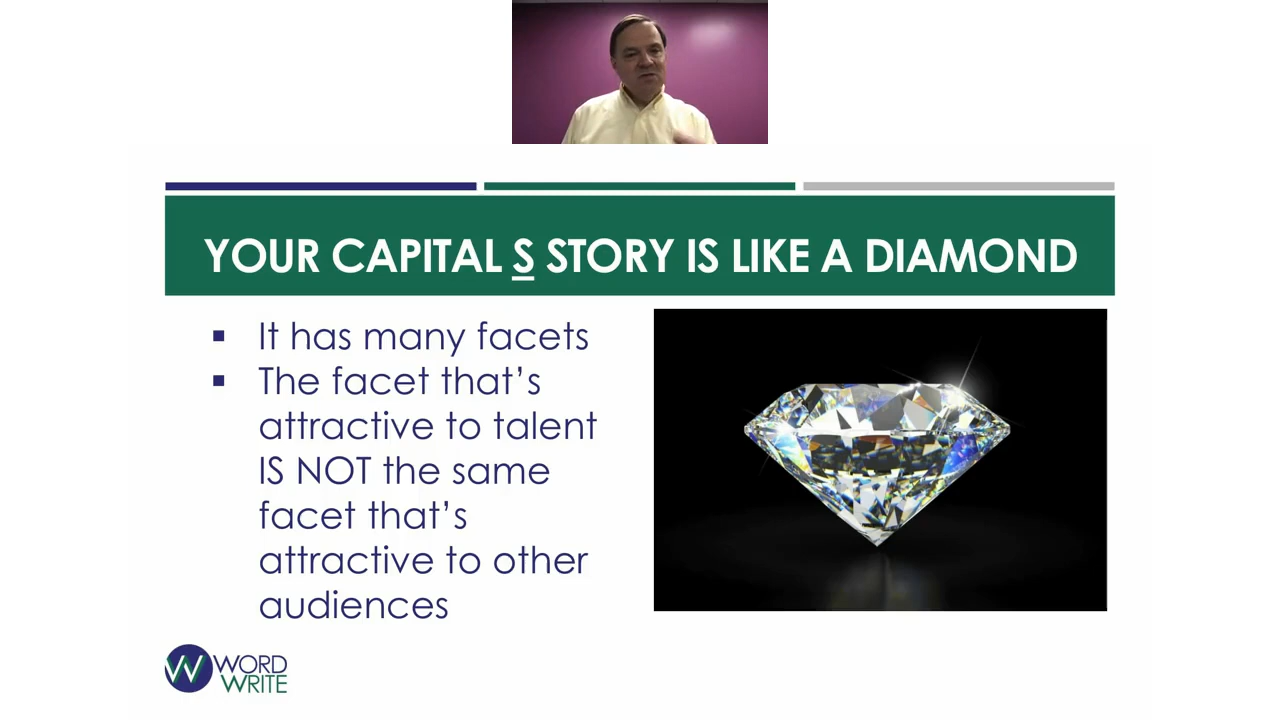 YOUR CAPITAL S STORY IS LIKE A DIAMOND
▪ It has many facets
▪ The facet that’s
attractive to talent
IS NOT the same
facet that’s
attractive to other
audiences
W WORD
WRITE